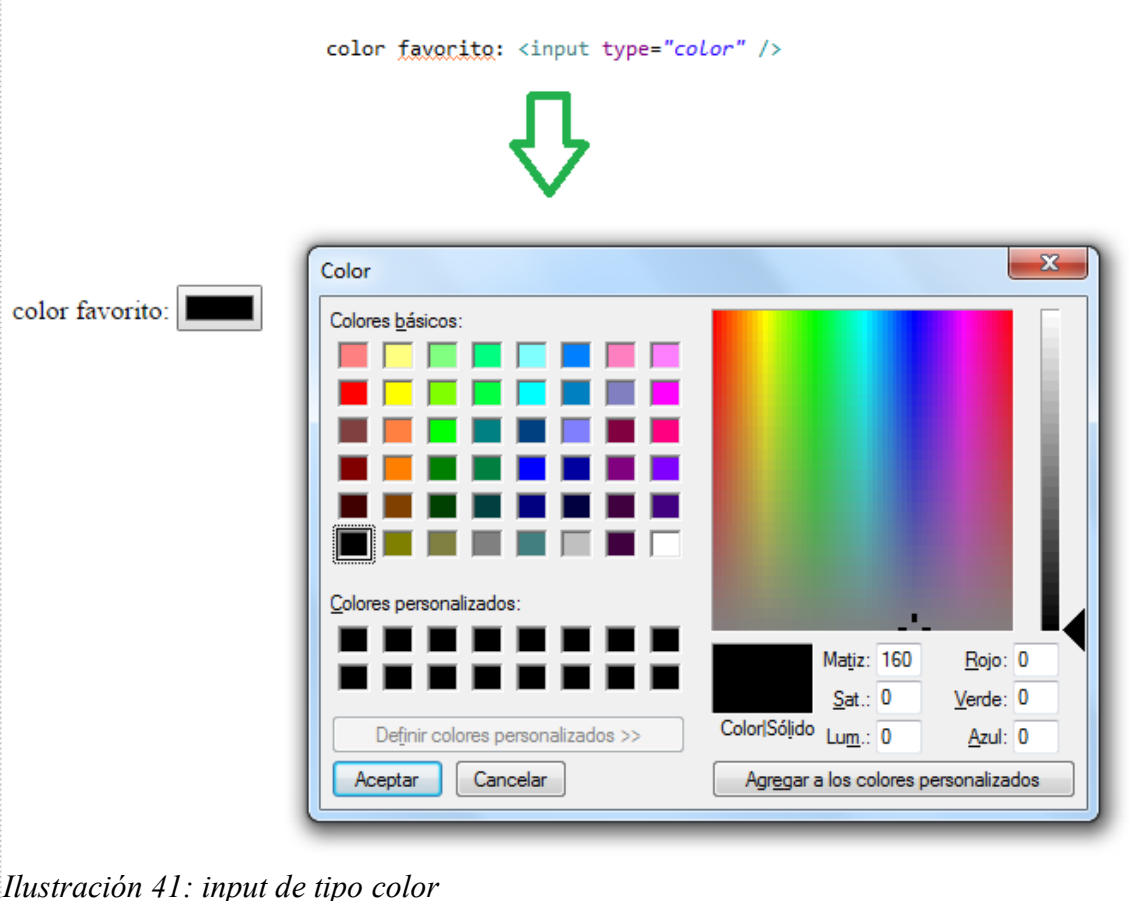 color favorito: <input type="color" />
color favorito:
Color
Colores básicos:
Colores personalizados:
Definir colores personalizados >>
Aceptar
Cancelar
Color|Sólido
Matiz: 160
Sat.: 0
Lum.: 0
Rojo: 0
Verde: 0
Azul: 0
Agregar a los colores personalizados
Ilustración 41: input de tipo color